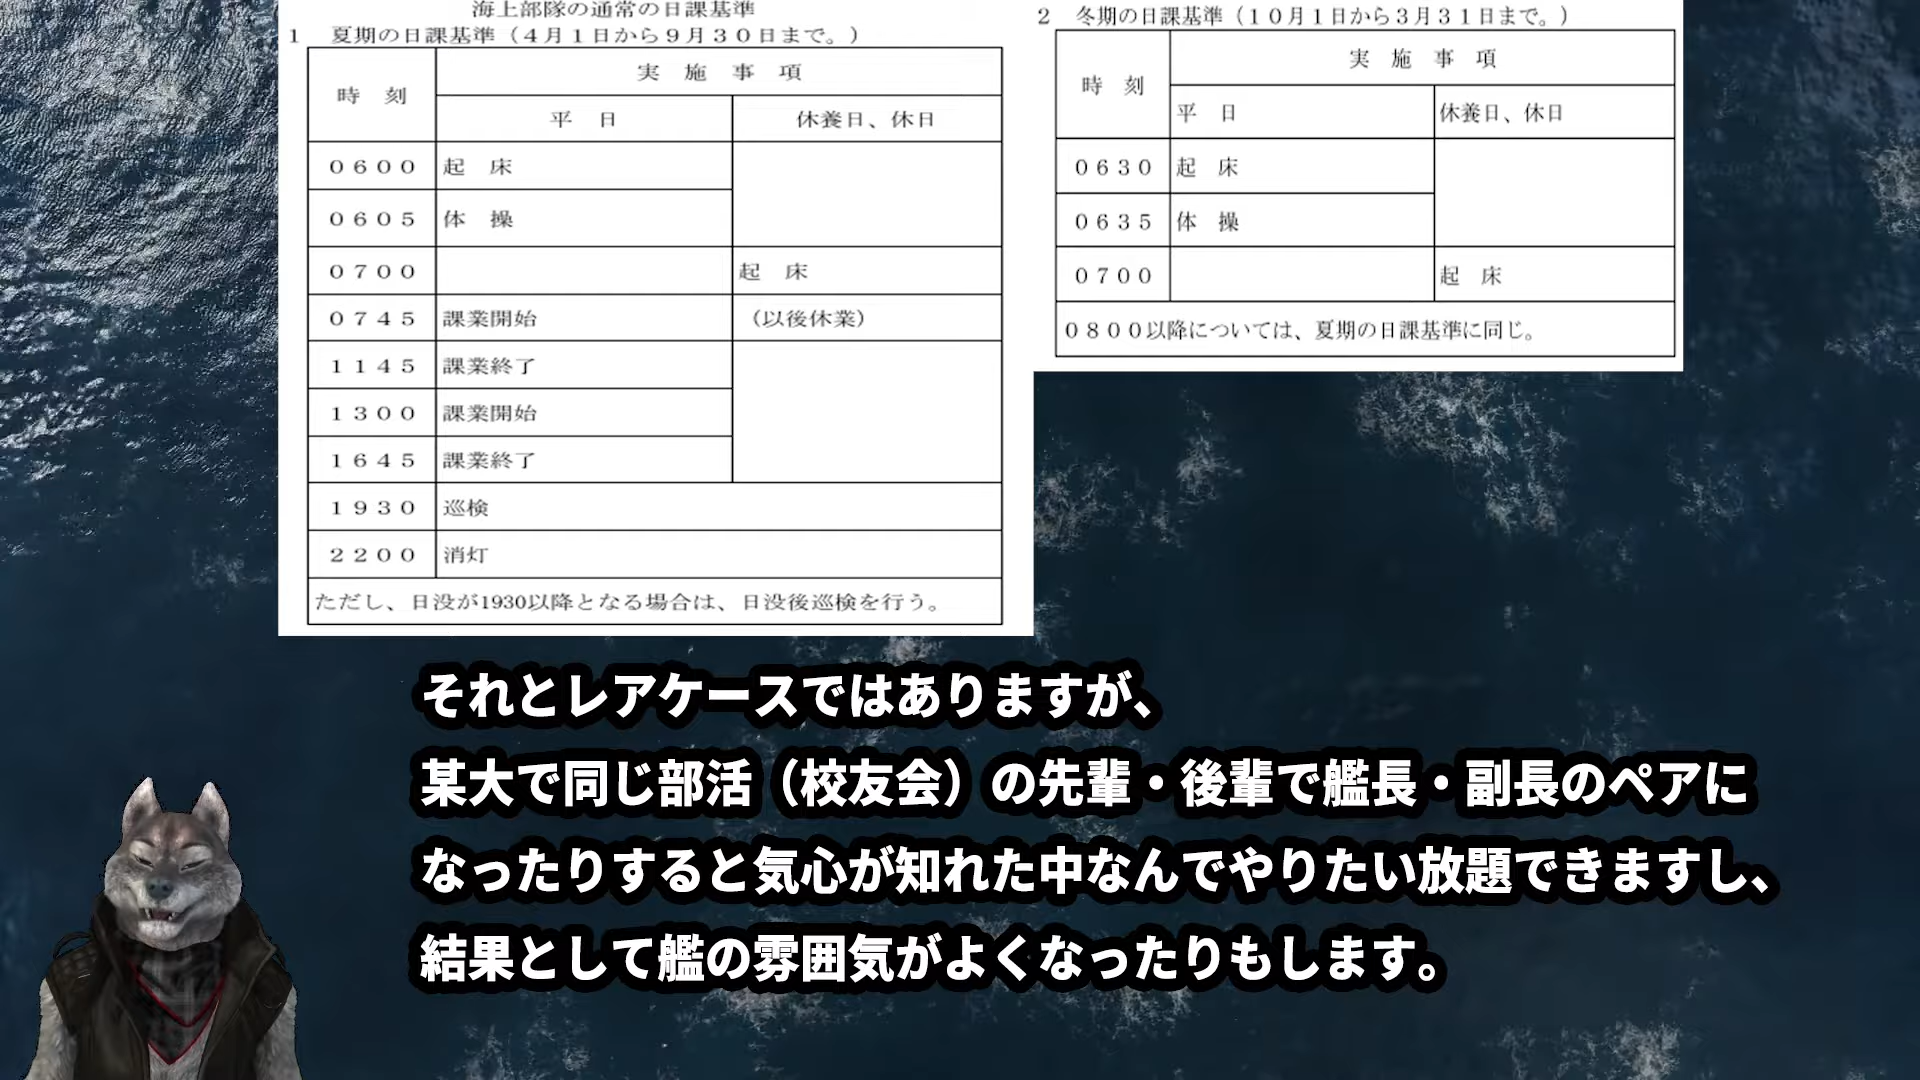 海上部隊の通常の日課基準
1 夏期の日課基準（4月1日から9月30日まで。）
時 刻 実 施 事 項
平 日 休養日、休日
0600 起 床
0605 体 操
0700 起 床
0745 課業開始 （以後休業）
1145 課業終了
1300 課業開始
1645 課業終了
1930 巡検
2200 消灯
ただし、日没が1930以降となる場合は、日没後巡検を行う。
2 冬期の日課基準（10月1日から3月31日まで。）
時 刻 実 施 事 項
平 日 休養日、休日
0630 起 床
0635 体 操
0700 起 床
0800以降については、夏期の日課基準に同じ。
それとレアケースではありますが、
某大で同じ部活（校友会）の先輩・後輩で艦長・副長のペアに
なったりすると気心が知れた中なんでやりたい放題できますし、
結果として艦の雰囲気がよくなったりもします。